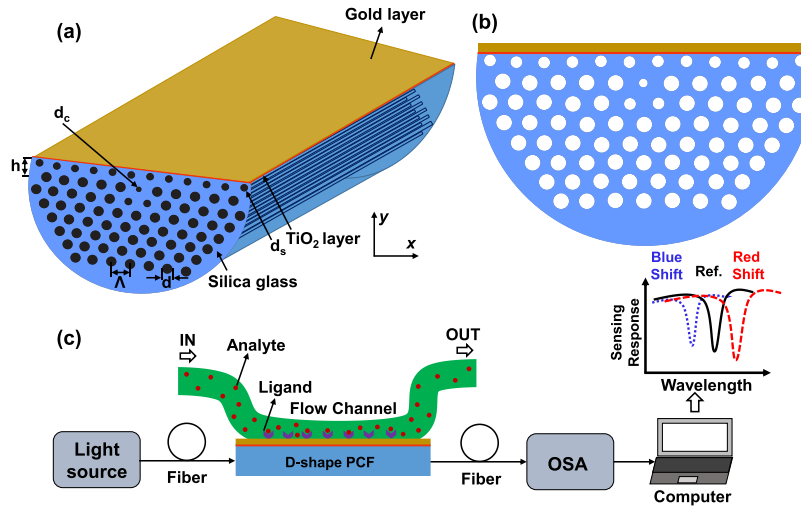 (a)
Gold layer
d_c
h
Λ
d
d_s
TiO₂ layer
Silica glass
y
x
(b)
Blue Shift
Ref.
Red Shift
Sensing Response
Wavelength
(c)
IN
OUT
Analyte
Ligand
Flow Channel
Light source
Fiber
D-shape PCF
Fiber
OSA
Computer